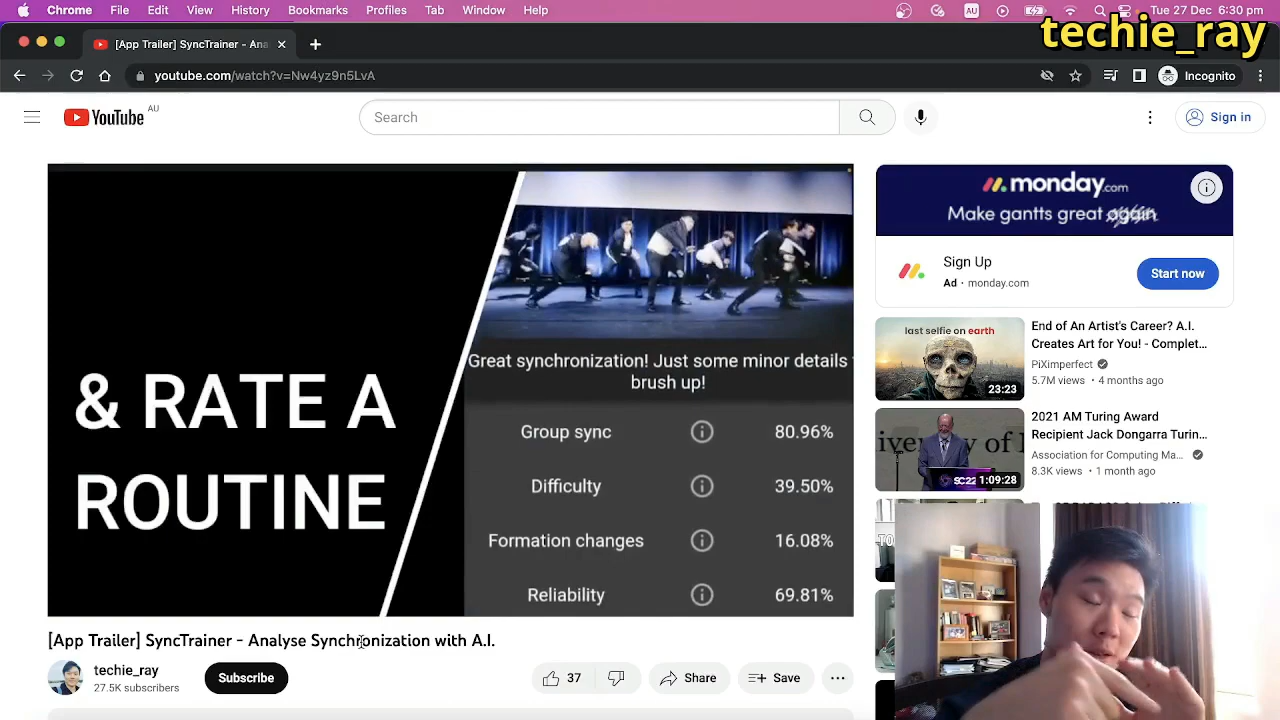 Chrome File Edit View History Bookmarks Profiles Tab Window Help AU Tue 27 Dec 6:30 pm
techie_ray
[App Trailer] SyncTrainer - Ana
youtube.com/watch?v=Nw4yz9n5LvA
Incognito
YouTube AU
Search
Sign in
& RATE A
ROUTINE
Great synchronization! Just some minor details
brush up!
Group sync 80.96%
Difficulty 39.50%
Formation changes 16.08%
Reliability 69.81%
monday.com
Make gantts great again
Sign Up
Ad · monday.com
Start now
last selfie on earth
23:23
End of An Artist's Career? A.I.
Creates Art for You! - Complet...
PiXimperfect
5.7M views · 4 months ago
SC22
1:09:28
2021 AM Turing Award
Recipient Jack Dongarra Turin...
Association for Computing Ma...
8.3K views · 1 month ago
[App Trailer] SyncTrainer - Analyse Synchronization with A.I.
techie_ray
27.5K subscribers
Subscribe
37
Share
Save